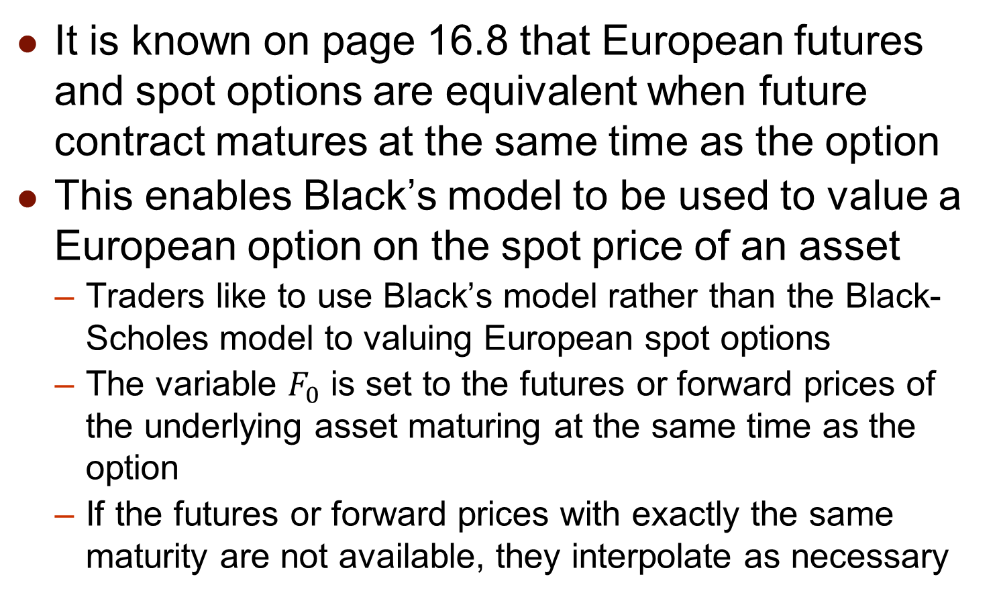 ● It is known on page 16.8 that European futures
and spot options are equivalent when future
contract matures at the same time as the option
● This enables Black’s model to be used to value a
European option on the spot price of an asset
– Traders like to use Black’s model rather than the Black-
Scholes model to valuing European spot options
– The variable 𝐹₀ is set to the futures or forward prices of
the underlying asset maturing at the same time as the
option
– If the futures or forward prices with exactly the same
maturity are not available, they interpolate as necessary